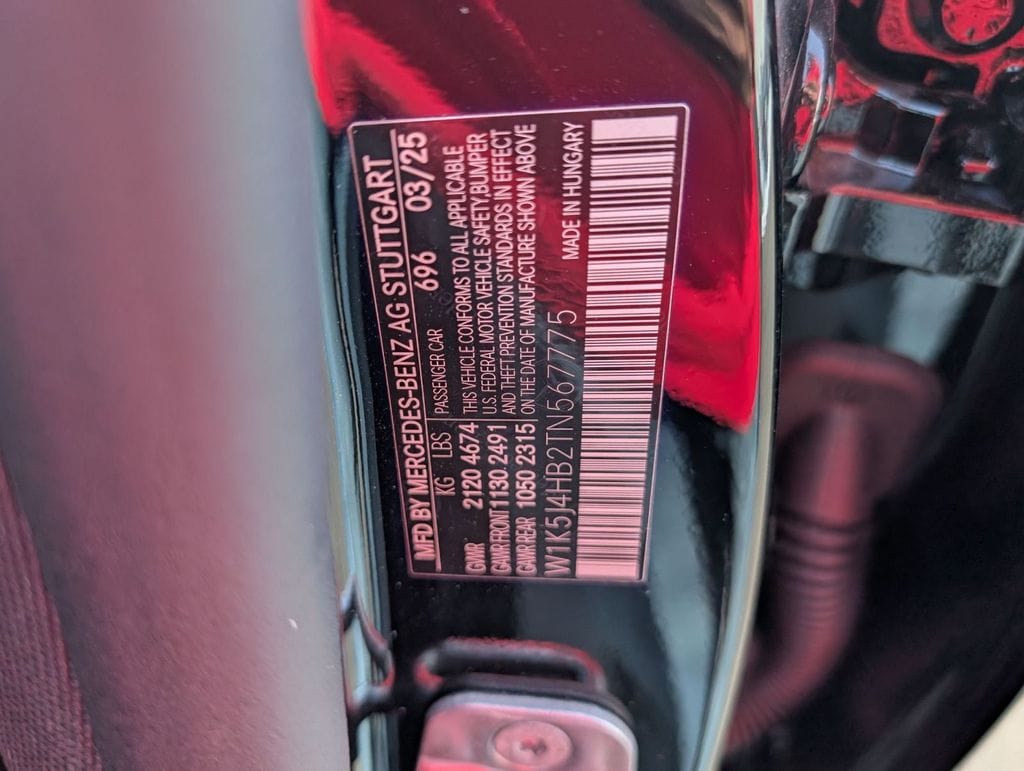 MFD BY MERCEDES-BENZ AG STUTTGART
696 03/25
KG LBS PASSENGER CAR
GVWR 2120 4674 THIS VEHICLE CONFORMS TO ALL APPLICABLE
GAWR FRONT 1130 2491 U.S. FEDERAL MOTOR VEHICLE SAFETY, BUMPER
GAWR REAR 1050 2315 AND THEFT PREVENTION STANDARDS IN EFFECT
ON THE DATE OF MANUFACTURE SHOWN ABOVE
W1K5J4HB2TN567775 MADE IN HUNGARY